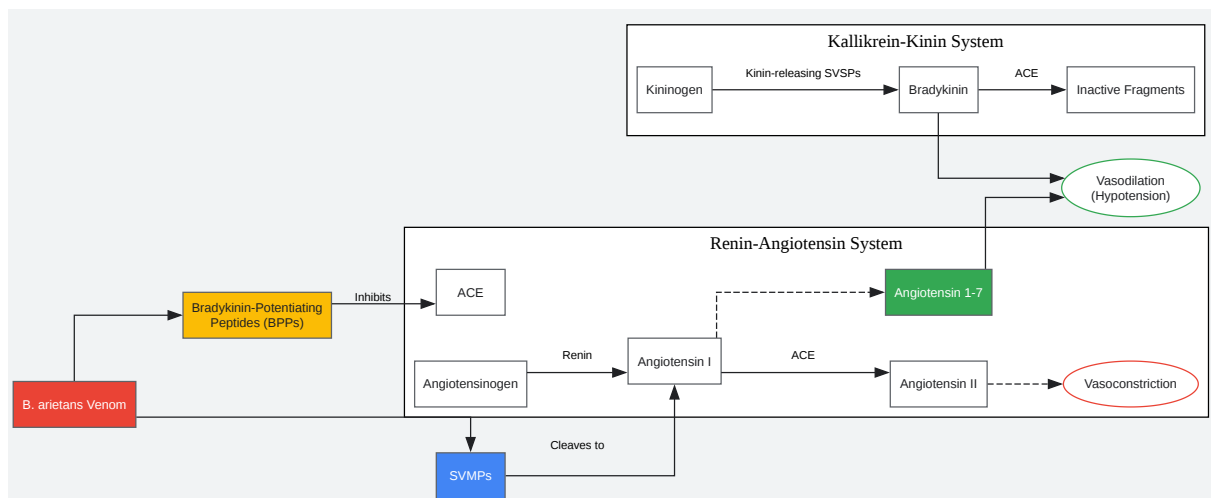 Kallikrein-Kinin System
Kininogen
Kinin-releasing SVSPs
Bradykinin
ACE
Inactive Fragments
Vasodilation
(Hypotension)
Renin-Angiotensin System
ACE
Angiotensin 1-7
Bradykinin-Potentiating
Peptides (BPPs)
Inhibits
Angiotensinogen
Renin
Angiotensin I
ACE
Angiotensin II
Vasoconstriction
B. arietans Venom
Cleaves to
SVMPs